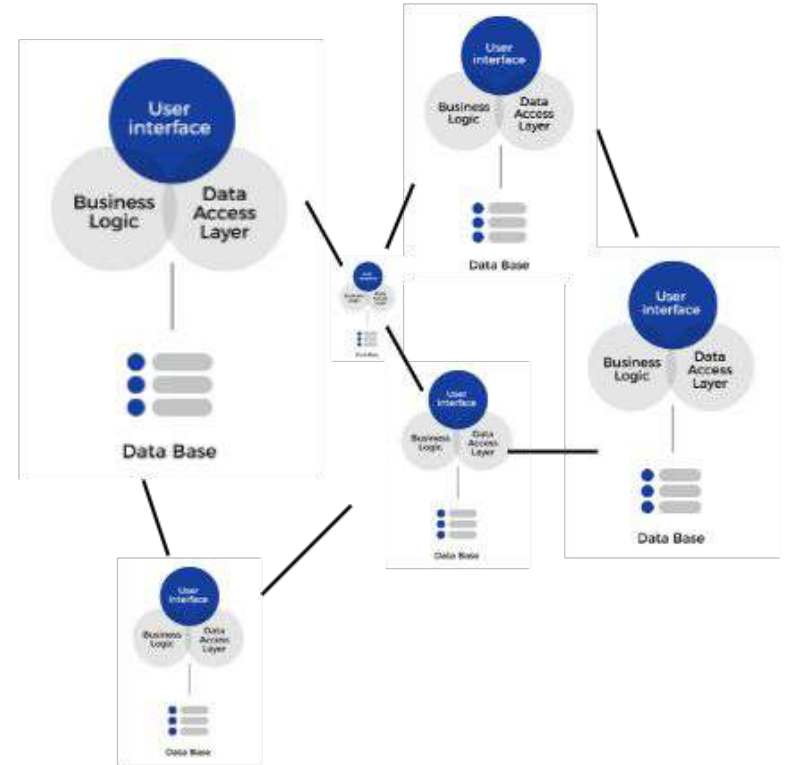 User
interface
Business
Logic
Data
Access
Layer
Data Base
User
interface
Business
Logic
Data
Access
Layer
Data Base
User
interface
Business
Logic
Data
Access
Layer
Data Base
User
interface
Business
Logic
Data
Access
Layer
Data Base
User
interface
Business
Logic
Data
Access
Layer
Data Base